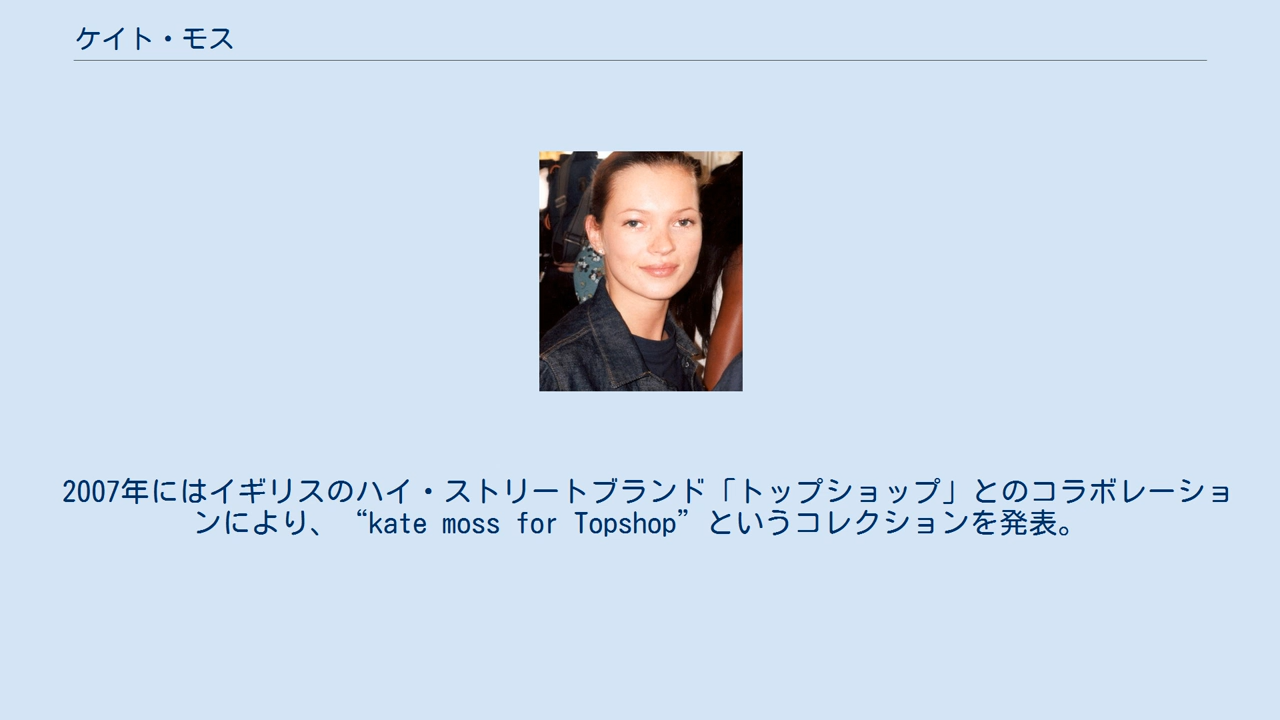 ケイト・モス
2007年にはイギリスのハイ・ストリートブランド「トップショップ」とのコラボレーショ
ンにより、“kate moss for Topshop”というコレクションを発表。